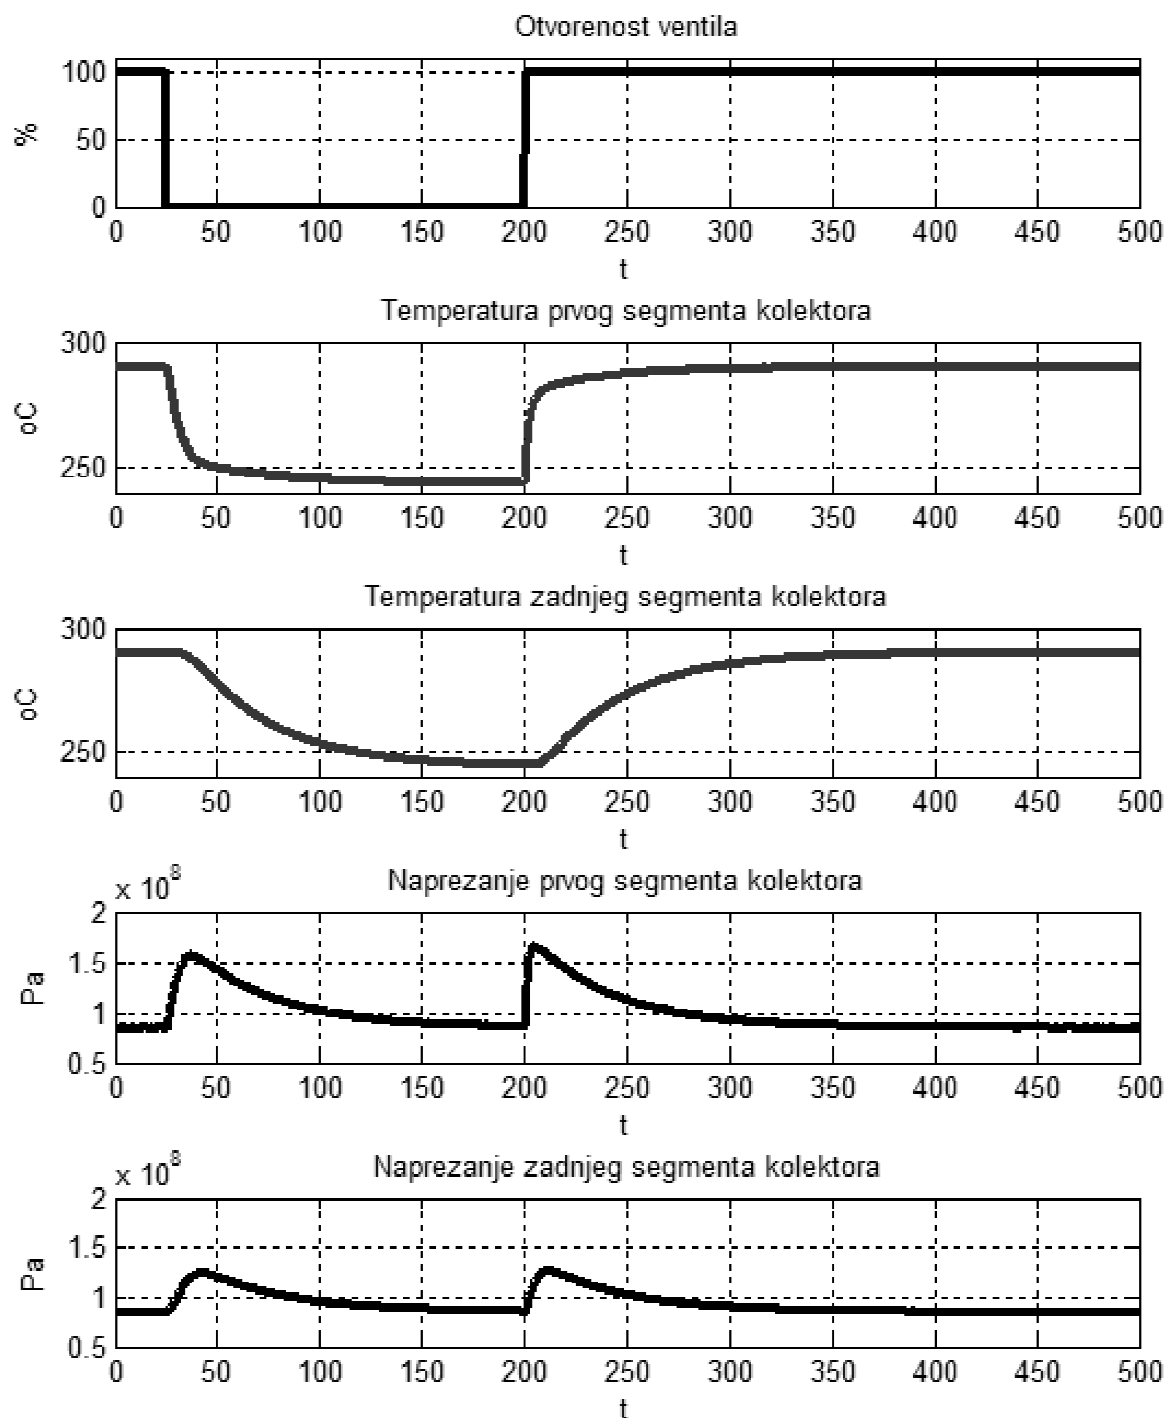 Otvorenost ventila
100
50
0
%
0 50 100 150 200 250 300 350 400 450 500
t
Temperatura prvog segmenta kolektora
300
250
oC
0 50 100 150 200 250 300 350 400 450 500
t
Temperatura zadnjeg segmenta kolektora
300
250
oC
0 50 100 150 200 250 300 350 400 450 500
t
x 10^8
Naprezanje prvog segmenta kolektora
2
1.5
1
0.5
Pa
0 50 100 150 200 250 300 350 400 450 500
t
x 10^8
Naprezanje zadnjeg segmenta kolektora
2
1.5
1
0.5
Pa
0 50 100 150 200 250 300 350 400 450 500
t